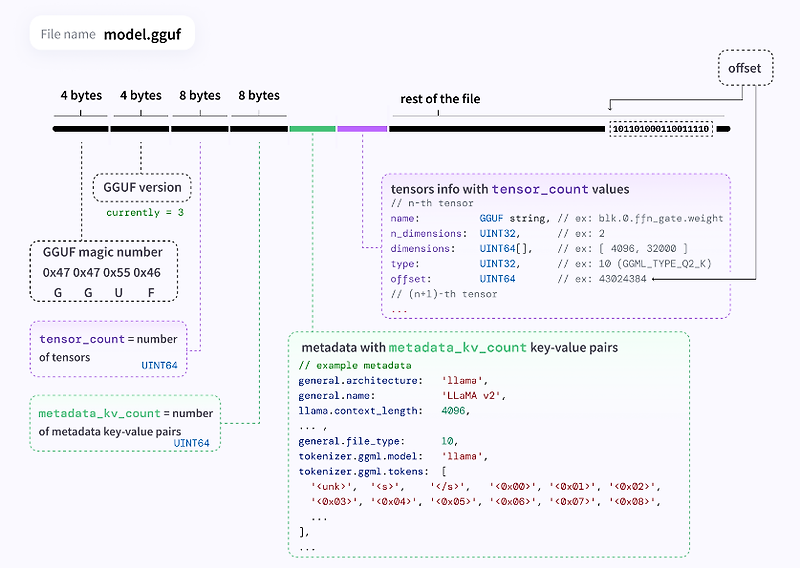 File name model.gguf
offset
4 bytes 4 bytes 8 bytes 8 bytes rest of the file
101101000110011110
GGUF version
currently = 3
GGUF magic number
0x47 0x47 0x55 0x46
G G U F
tensor_count = number
of tensors
UINT64
metadata_kv_count = number
of metadata key-value pairs
UINT64
tensors info with tensor_count values
// n-th tensor
name: GGUF string, // ex: blk.0.ffn_gate.weight
n_dimensions: UINT32, // ex: 2
dimensions: UINT64[], // ex: [ 4096, 32000 ]
type: UINT32, // ex: 10 (GGML_TYPE_Q2_K)
offset: UINT64 // ex: 43024384
// (n+1)-th tensor
...
metadata with metadata_kv_count key-value pairs
// example metadata
general.architecture: 'llama',
general.name: 'LLaMA v2',
llama.context_length: 4096,
... ,
general.file_type: 10,
tokenizer.ggml.model: 'llama',
tokenizer.ggml.tokens: [
'<unk>', '<s>', '</s>', '<0x00>', '<0x01>', '<0x02>',
'<0x03>', '<0x04>', '<0x05>', '<0x06>', '<0x07>', '<0x08>',
...
],
...